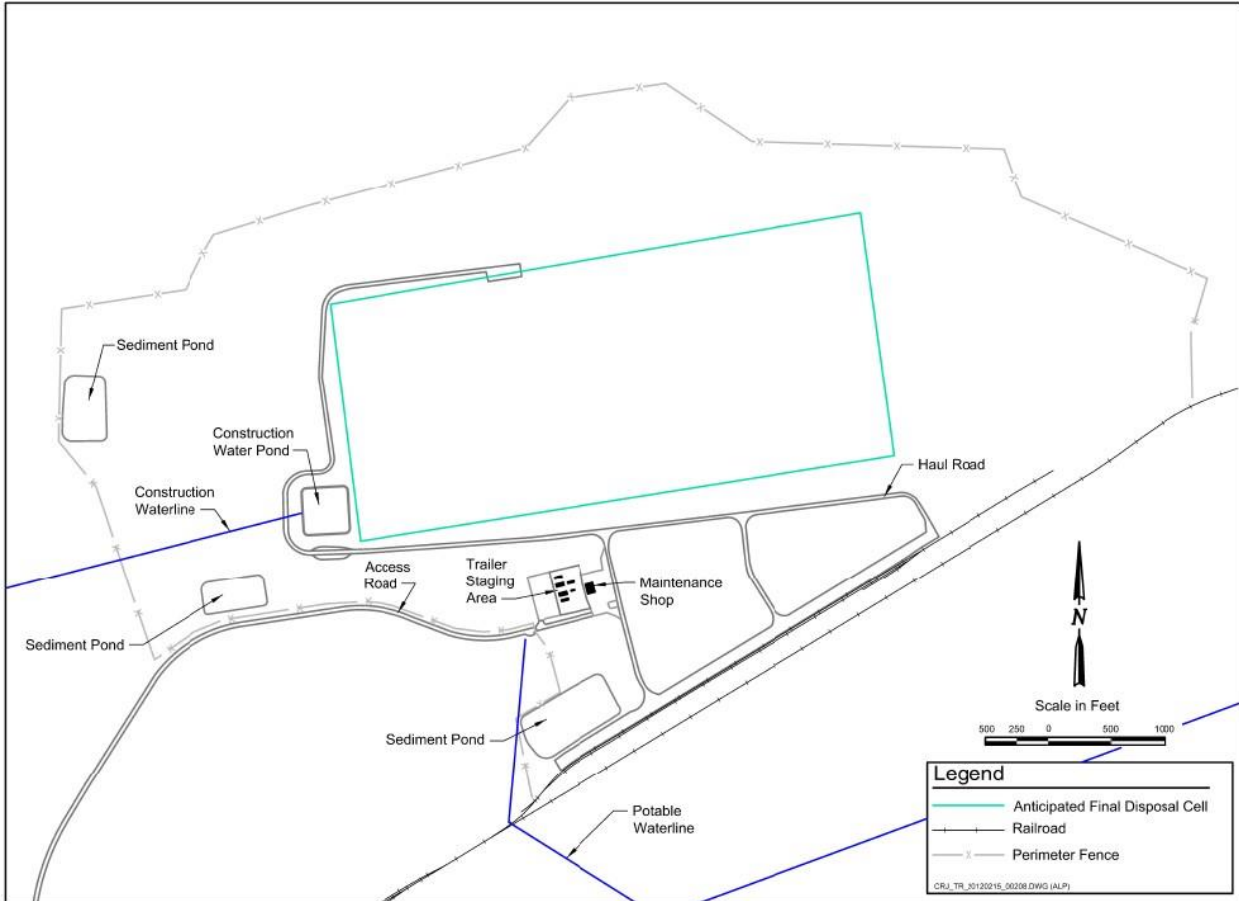 Sediment Pond
Construction
Water Pond
Construction
Waterline
Haul Road
Access
Road
Trailer
Staging
Area
Maintenance
Shop
Sediment Pond
N
Sediment Pond
Scale in Feet
500 250 0 500 1000
Potable
Waterline
Legend
Anticipated Final Disposal Cell
Railroad
Perimeter Fence
CRJ_TR_20120215_00208.DWG (ALP)